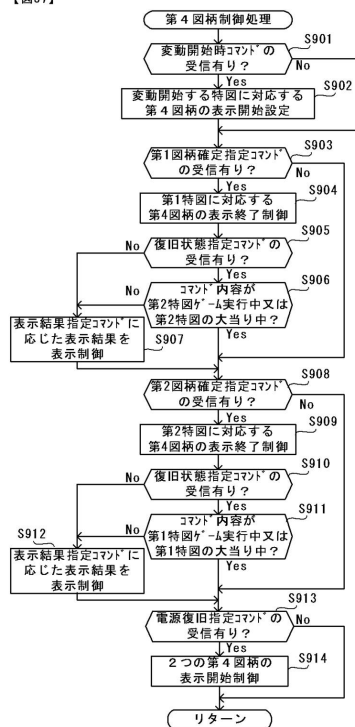 第4図柄制御処理
S901
変動開始時コマンドの
受信有り?
No
Yes
S902
変動開始する特図に対応する
第4図柄の表示開始設定
S903
第1図柄確定指定コマンド
の受信有り?
No
Yes
S904
第1特図に対応する
第4図柄の表示終了制御
S905
No
復旧状態指定コマンドの
受信有り?
Yes
S906
No
コマンド内容が
第2特図ゲーム実行中又は
第2特図の大当り中?
Yes
表示結果指定コマンドに
応じた表示結果を
表示制御
S907
S908
第2図柄確定指定コマンド
の受信有り?
No
Yes
S909
第2特図に対応する
第4図柄の表示終了制御
S910
No
復旧状態指定コマンドの
受信有り?
Yes
S911
No
コマンド内容が
第1特図ゲーム実行中又は
第1特図の大当り中?
Yes
S912
表示結果指定コマンドに
応じた表示結果を
表示制御
S913
電源復旧指定コマンドの
受信有り?
No
Yes
S914
2つの第4図柄の
表示開始制御
リターン